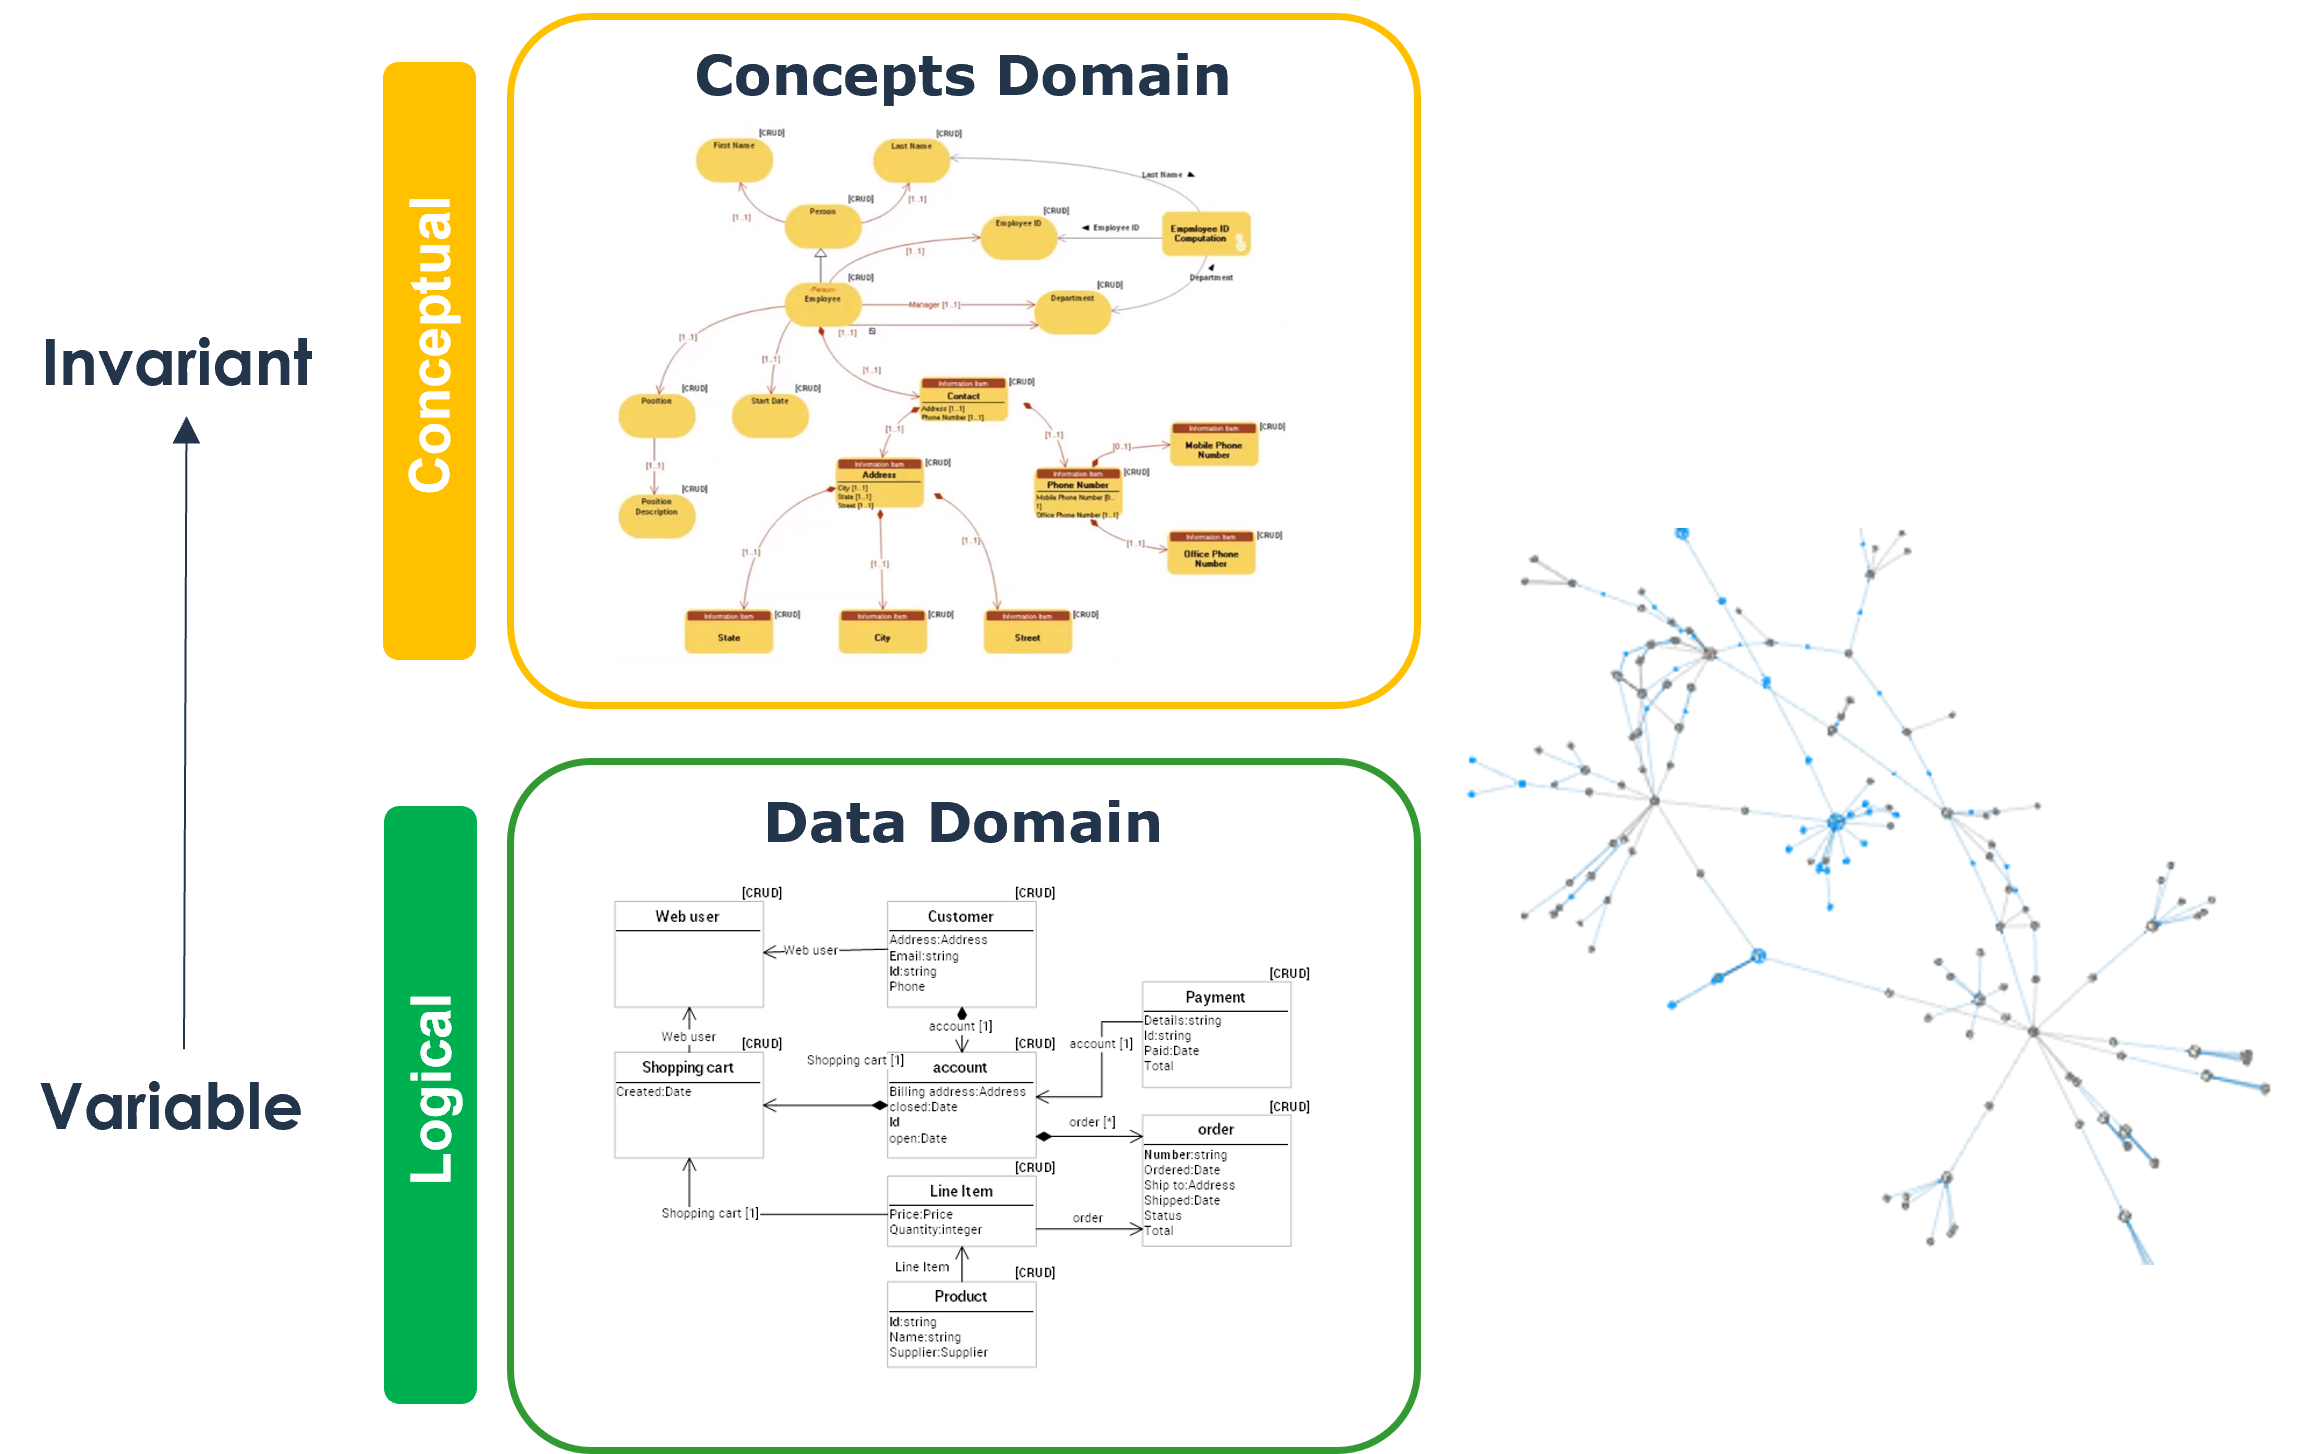 Invariant
Variable
Conceptual
Logical
Concepts Domain
[CRUD]
First Name
[CRUD]
Last Name
Last Name
[1..1]
[CRUD]
Person
[1..1]
[CRUD]
Employee ID
Employee ID
Empmloyee ID
Computation
[1..1]
Department
[CRUD]
-Person-
Employee
Manager [1..1]
[1..1]
[CRUD]
Department
[1..1]
[1..1]
[1..1]
[CRUD]
Position
[CRUD]
Start Date
Information Item
[CRUD]
Contact
Address [1..1]
Phone Number [1..1]
[1..1]
[1..1]
[1..1]
[CRUD]
Position
Description
Information Item
[CRUD]
Address
City [1..1]
State [1..1]
Street [1..1]
Information Item
[CRUD]
Phone Number
Mobile Phone Number [0..
1]
Office Phone Number [1..1]
[0..1]
Information Item
[CRUD]
Mobile Phone
Number
[1..1]
Information Item
[CRUD]
Office Phone
Number
[1..1]
[1..1]
[1..1]
Information Item
[CRUD]
State
Information Item
[CRUD]
City
Information Item
[CRUD]
Street
Data Domain
[CRUD]
Web user
Web user
[CRUD]
Customer
Address:Address
Email:string
Id:string
Phone
account [1]
[CRUD]
Payment
Details:string
Id:string
Paid:Date
Total
account [1]
Web user
[CRUD]
Shopping cart
Created:Date
Shopping cart [1]
[CRUD]
account
Billing address:Address
closed:Date
Id
open:Date
order [*]
[CRUD]
order
Number:string
Ordered:Date
Ship to:Address
Shipped:Date
Status
Total
Shopping cart [1]
[CRUD]
Line Item
Price:Price
Quantity:integer
order
Line Item
[CRUD]
Product
Id:string
Name:string
Supplier:Supplier